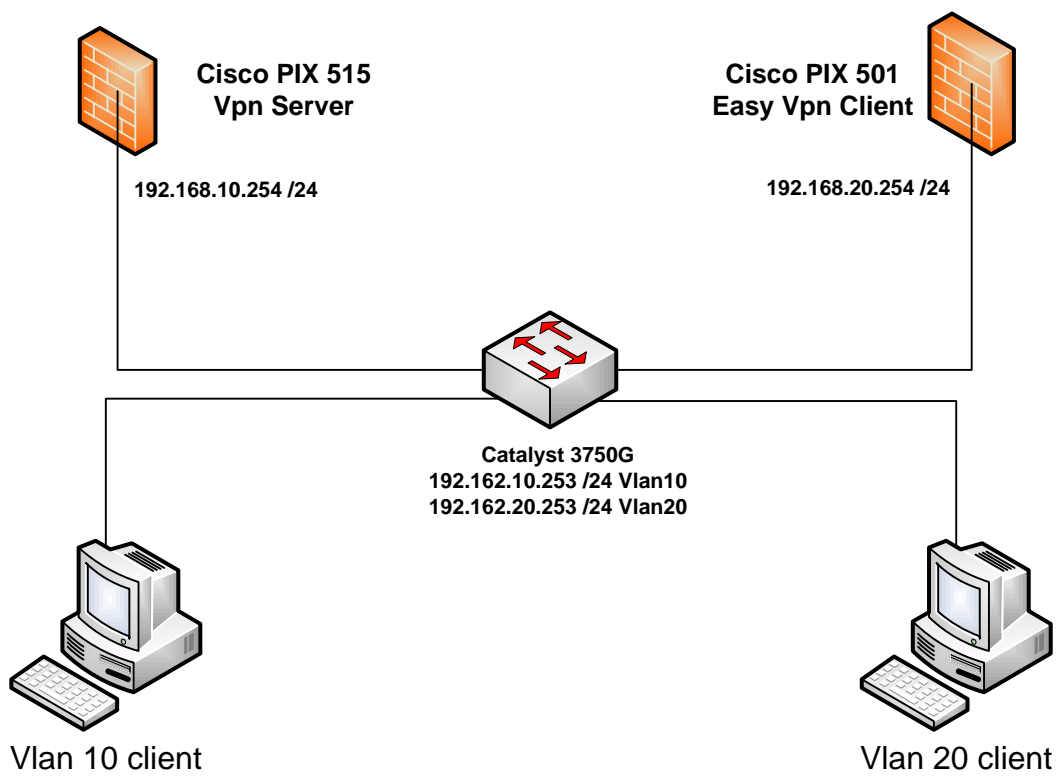 Cisco PIX 515
Vpn Server
Cisco PIX 501
Easy Vpn Client
192.168.10.254 /24
192.168.20.254 /24
Catalyst 3750G
192.162.10.253 /24 Vlan10
192.162.20.253 /24 Vlan20
Vlan 10 client
Vlan 20 client